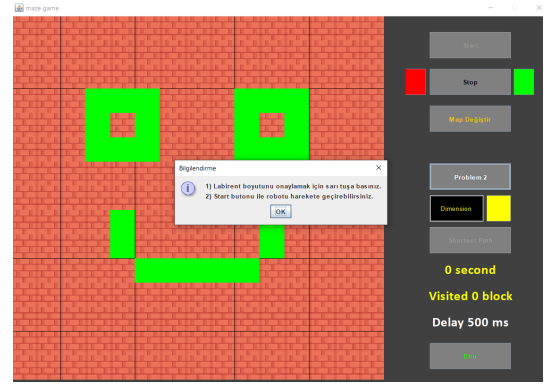 maze game
Start
Stop
Map Değiştir
Bilgilendirme
1) Labirent boyutunu onaylamak için sarı tuşa basınız.
2) Start butonu ile robotu harekete geçirebilirsiniz.
OK
Problem 2
Dimension
Shortest Path
0 second
Visited 0 block
Delay 500 ms